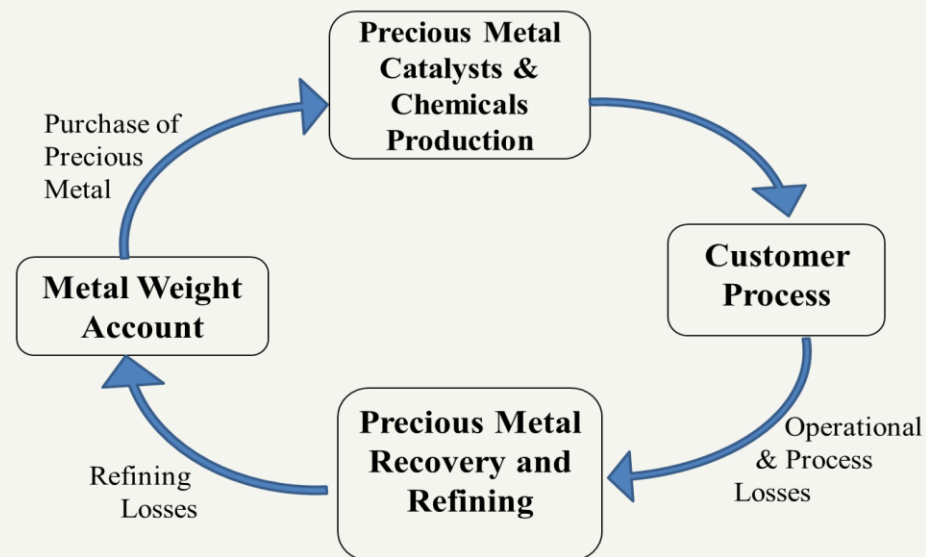 Precious Metal
Catalysts &
Chemicals
Production
Purchase of
Precious
Metal
Customer
Process
Metal Weight
Account
Precious Metal
Recovery and
Refining
Operational
& Process
Losses
Refining
Losses